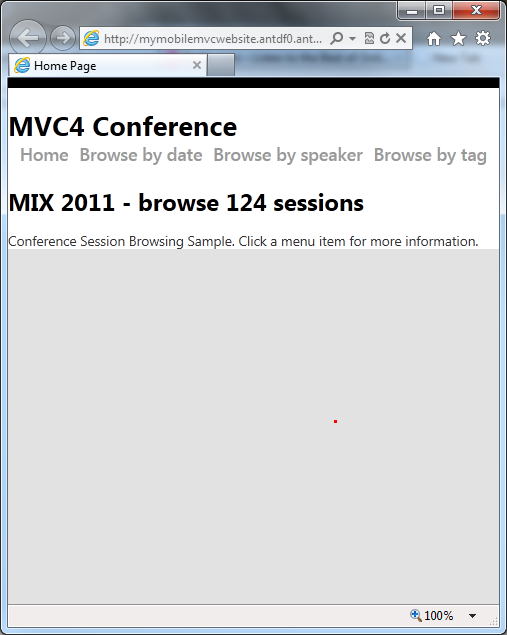 http://mymobilemvcwebsite.antdf0.ant...
Home Page
MVC4 Conference
Home Browse by date Browse by speaker Browse by tag
MIX 2011 - browse 124 sessions
Conference Session Browsing Sample. Click a menu item for more information.
100%